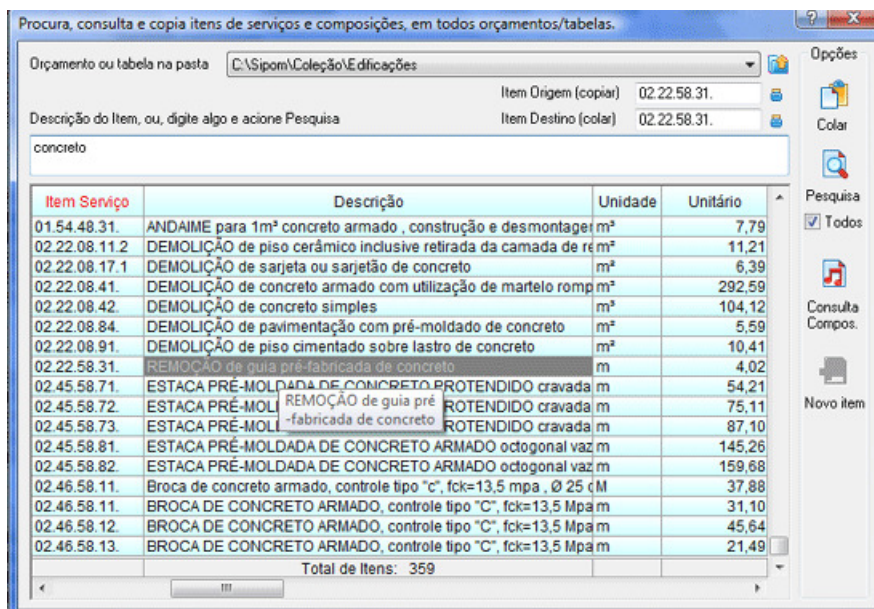 Procura, consulta e copia itens de serviços e composições, em todos orçamentos/tabelas.
Orçamento ou tabela na pasta C:\Sipom\Coleção\Edificações
Opções
Item Origem (copiar) 02.22.58.31.
Descrição do Item, ou, digite algo e acione Pesquisa Item Destino (colar) 02.22.58.31.
Colar
concreto
Pesquisa
Todos
Consulta
Compos.
Novo item
Item Serviço Descrição Unidade Unitário
01.54.48.31. ANDAIME para 1m³ concreto armado , construção e desmontager m³ 7,79
02.22.08.11.2 DEMOLIÇÃO de piso cerâmico inclusive retirada da camada de re m² 11,21
02.22.08.17.1 DEMOLIÇÃO de sarjeta ou sarjetão de concreto m² 6,39
02.22.08.41. DEMOLIÇÃO de concreto armado com utilização de martelo romp m³ 292,59
02.22.08.42. DEMOLIÇÃO de concreto simples m³ 104,12
02.22.08.84. DEMOLIÇÃO de pavimentação com pré-moldado de concreto m² 5,59
02.22.08.91. DEMOLIÇÃO de piso cimentado sobre lastro de concreto m² 10,41
02.22.58.31. REMOÇÃO de guia pré-fabricada de concreto m 4,02
02.45.58.71. ESTACA PRÉ-MOLDADA DE CONCRETO PROTENDIDO cravada m 54,21
REMOÇÃO de guia pré
-fabricada de concreto
02.45.58.72. ESTACA PRÉ- ROTENDIDO cravada m 75,11
02.45.58.73. ESTACA PRÉ- ROTENDIDO cravada m 87,10
02.45.58.81. ESTACA PRÉ-MOLDADA DE CONCRETO ARMADO octogonal vaz m 145,26
02.45.58.82. ESTACA PRÉ-MOLDADA DE CONCRETO ARMADO octogonal vaz m 159,68
02.46.58.11. Broca de concreto armado, controle tipo "c", fck=13,5 mpa , Ø 25 c M 37,88
02.46.58.11. BROCA DE CONCRETO ARMADO, controle tipo "C", fck=13,5 Mpa m 31,10
02.46.58.12. BROCA DE CONCRETO ARMADO, controle tipo "C", fck=13,5 Mpa m 45,64
02.46.58.13. BROCA DE CONCRETO ARMADO, controle tipo "C", fck=13,5 Mpa m 21,49
Total de Itens: 359